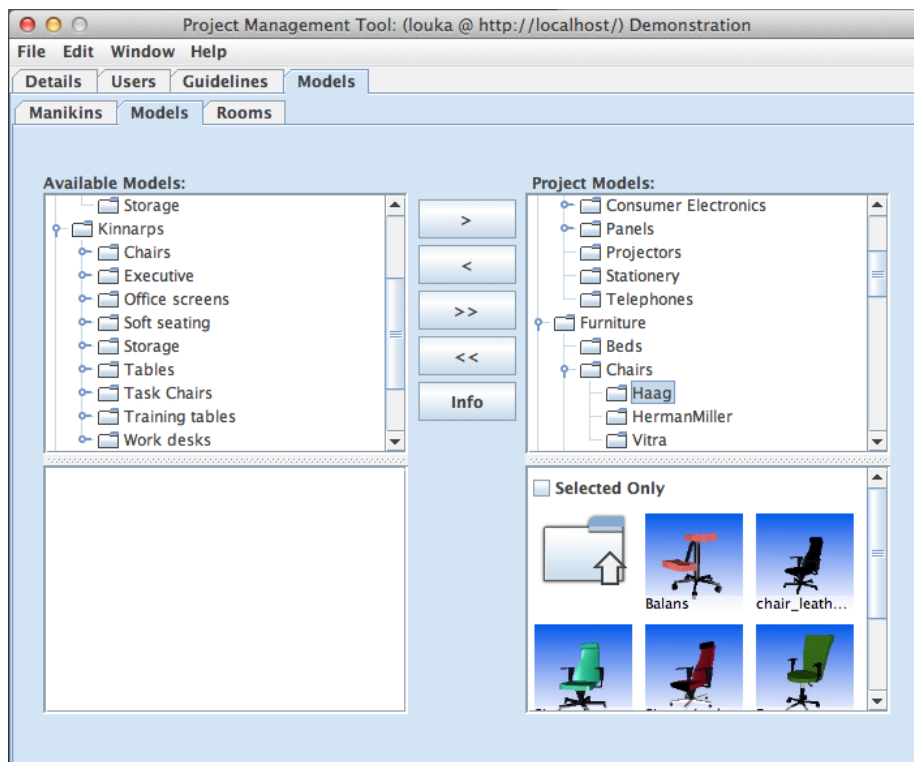 Project Management Tool: (louka @ http://localhost/) Demonstration
File Edit Window Help
Details Users Guidelines Models
Manikins Models Rooms
Available Models:
Storage
Kinnarps
Chairs
Executive
Office screens
Soft seating
Storage
Tables
Task Chairs
Training tables
Work desks
>
<
>>
<<
Info
Project Models:
Consumer Electronics
Panels
Projectors
Stationery
Telephones
Furniture
Beds
Chairs
Haag
HermanMiller
Vitra
Selected Only
Balans
chair_leath...